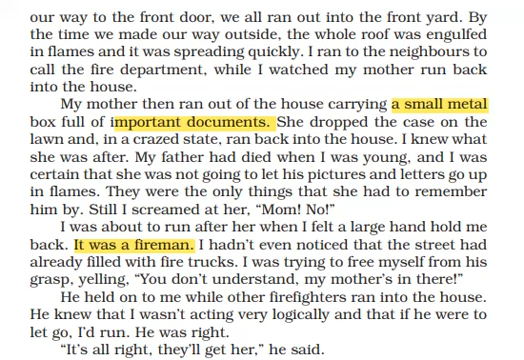 our way to the front door, we all ran out into the front yard. By
the time we made our way outside, the whole roof was engulfed
in flames and it was spreading quickly. I ran to the neighbours to
call the fire department, while I watched my mother run back
into the house.
My mother then ran out of the house carrying a small metal
box full of important documents. She dropped the case on the
lawn and, in a crazed state, ran back into the house. I knew what
she was after. My father had died when I was young, and I was
certain that she was not going to let his pictures and letters go up
in flames. They were the only things that she had to remember
him by. Still I screamed at her, “Mom! No!”
I was about to run after her when I felt a large hand hold me
back. It was a fireman. I hadn’t even noticed that the street had
already filled with fire trucks. I was trying to free myself from his
grasp, yelling, “You don’t understand, my mother’s in there!”
He held on to me while other firefighters ran into the house.
He knew that I wasn’t acting very logically and that if he were to
let go, I’d run. He was right.
“It’s all right, they’ll get her,” he said.